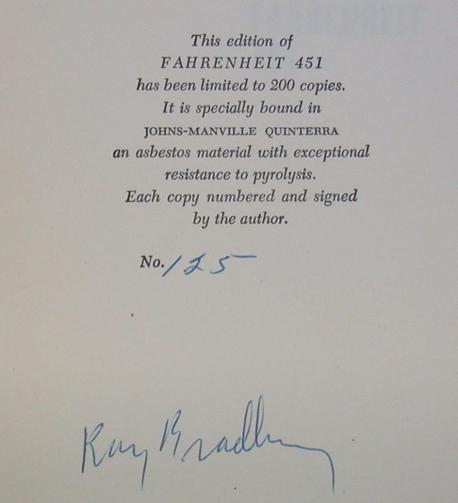 This edition of
FAHRENHEIT 451
has been limited to 200 copies.
It is specially bound in
JOHNS-MANVILLE QUINTERRA
an asbestos material with exceptional
resistance to pyrolysis.
Each copy numbered and signed
by the author.
No. 125
Ray Bradbury